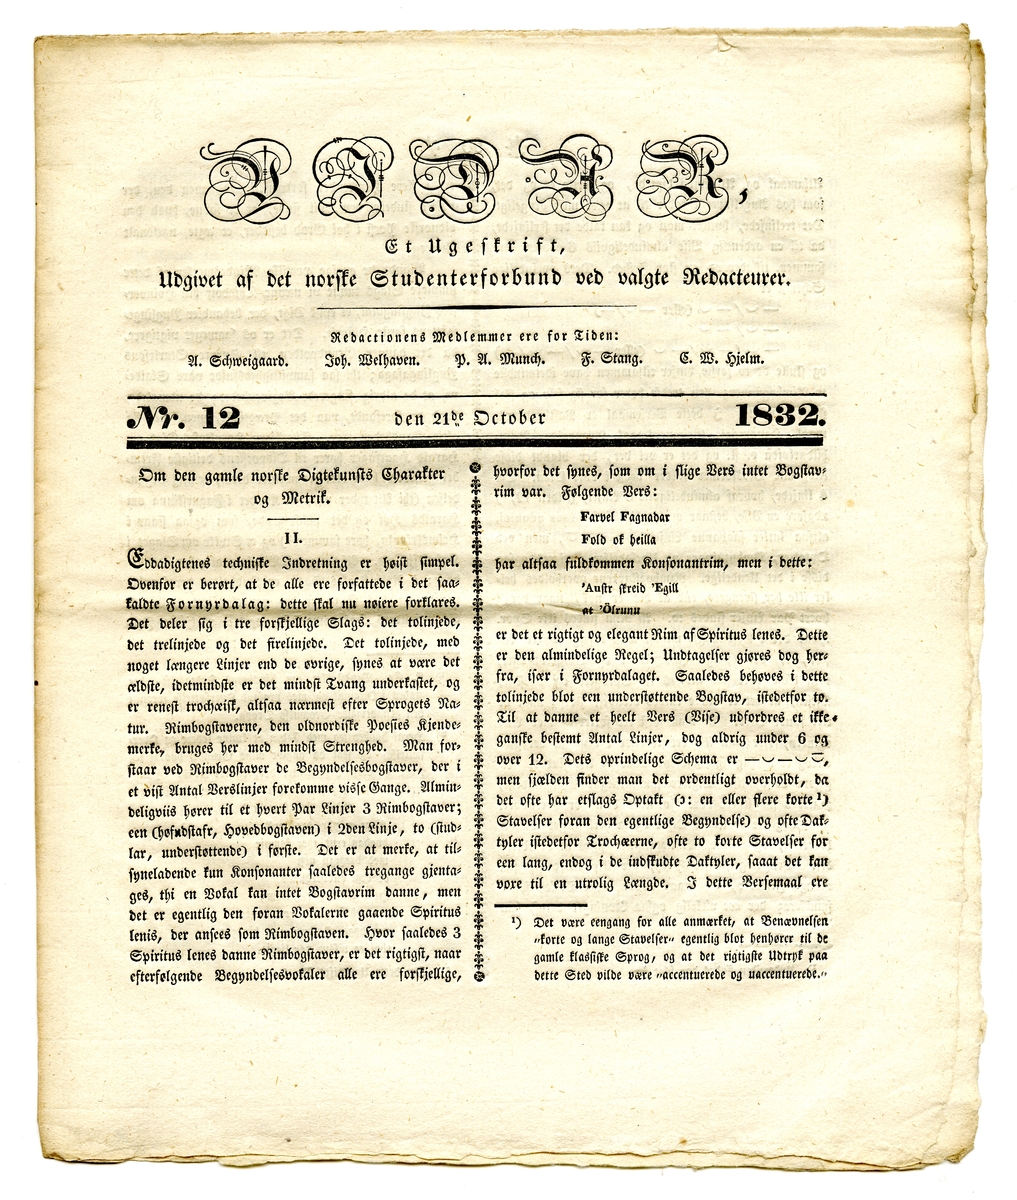 VIDAR,
Et Ugeskrift,
Udgivet af det norske Studenterforbund ved valgte Redacteurer.
Redactionens Medlemmer ere for Tiden:
A. Schweigaard. Joh. Welhaven. P. A. Munch. F. Stang. C. W. Hjelm.
Nr. 12 den 21de October 1832.
Om den gamle norske Digtekunsts Charakter
og Metrik.
II.
Eddadigtenes techniske Indretning er høist simpel.
Ovenfor er berørt, at de alle ere forfattede i det saa-
kaldte Fornyrdalag: dette skal nu nøiere forklares.
Det deler sig i tre forskjellige Slags: det tolinjede,
det trelinjede og det firelinjede. Det tolinjede, med
noget længere Linjer end de øvrige, synes at være det
ældste, idetmindste er det mindst Tvang underkastet, og
er renest trochæisk, altsaa nærmest efter Sprogets Na-
tur. Rimbogstaverne, den oldnordiske Poesies Kjende-
merke, bruges her med mindst Strenghed. Man for-
staar ved Rimbogstaver de Begyndelsesbogstaver, der i
et vist Antal Verslinjer forekomme visse Gange. Almin-
deligviis hører til et hvert Par Linjer 3 Rimbogstaver;
een (høfudstafr, Hovedbogstaven) i 2den Linje, to (stud-
lar, understøttende) i første. Det er at merke, at til-
syneladende kun Konsonanter saaledes tregange gjenta-
ges, thi en Vokal kan intet Bogstavrim danne, men
det er egentlig den foran Vokalerne gaaende Spiritus
lenis, der ansees som Rimbogstaven. Hvor saaledes 3
Spiritus lenes danne Rimbogstaver, er det rigtigst, naar
efterfølgende Begyndelsesvokaler alle ere forskjellige,
hvorfor det synes, som om i slige Vers intet Bogstav-
rim var. Følgende Vers:
Farvel Fagnadar
Fold ok heilla
har altsaa fuldkommen Konsonantrim, men i dette:
'Austr skreid 'Egill
at 'Ölrunu
er det et rigtigt og elegant Rim af Spiritus lenes. Dette
er den almindelige Regel; Undtagelser gjøres dog her-
fra, især i Fornyrdalaget. Saaledes behøves i dette
tolinjede blot een understøttende Bogstav, istedetfor to.
Til at danne et heelt Vers (Vise) udfordres et ikke
ganske bestemt Antal Linjer, dog aldrig under 6 og
over 12. Dets oprindelige Schema er —⏑—⏑⏓,
men sjælden finder man det ordentligt overholdt, da
det ofte har etslags Optakt (ↄ: en eller flere korte¹)
Stavelser foran den egentlige Begyndelse) og ofte Dak-
tyler istedetfor Trochæerne, ofte to korte Stavelser for
een lang, endog i de indskudte Daktyler, saaat det kan
voxe til en utrolig Længde. I dette Versemaal ere
¹) Det være eengang for alle anmærket, at Benævnelsen
„korte og lange Stavelser“ egentlig blot henhører til de
gamle klassiske Sprog, og at det rigtigste Udtryk paa
dette Sted vilde være „accentuerede og uaccentuerede.“